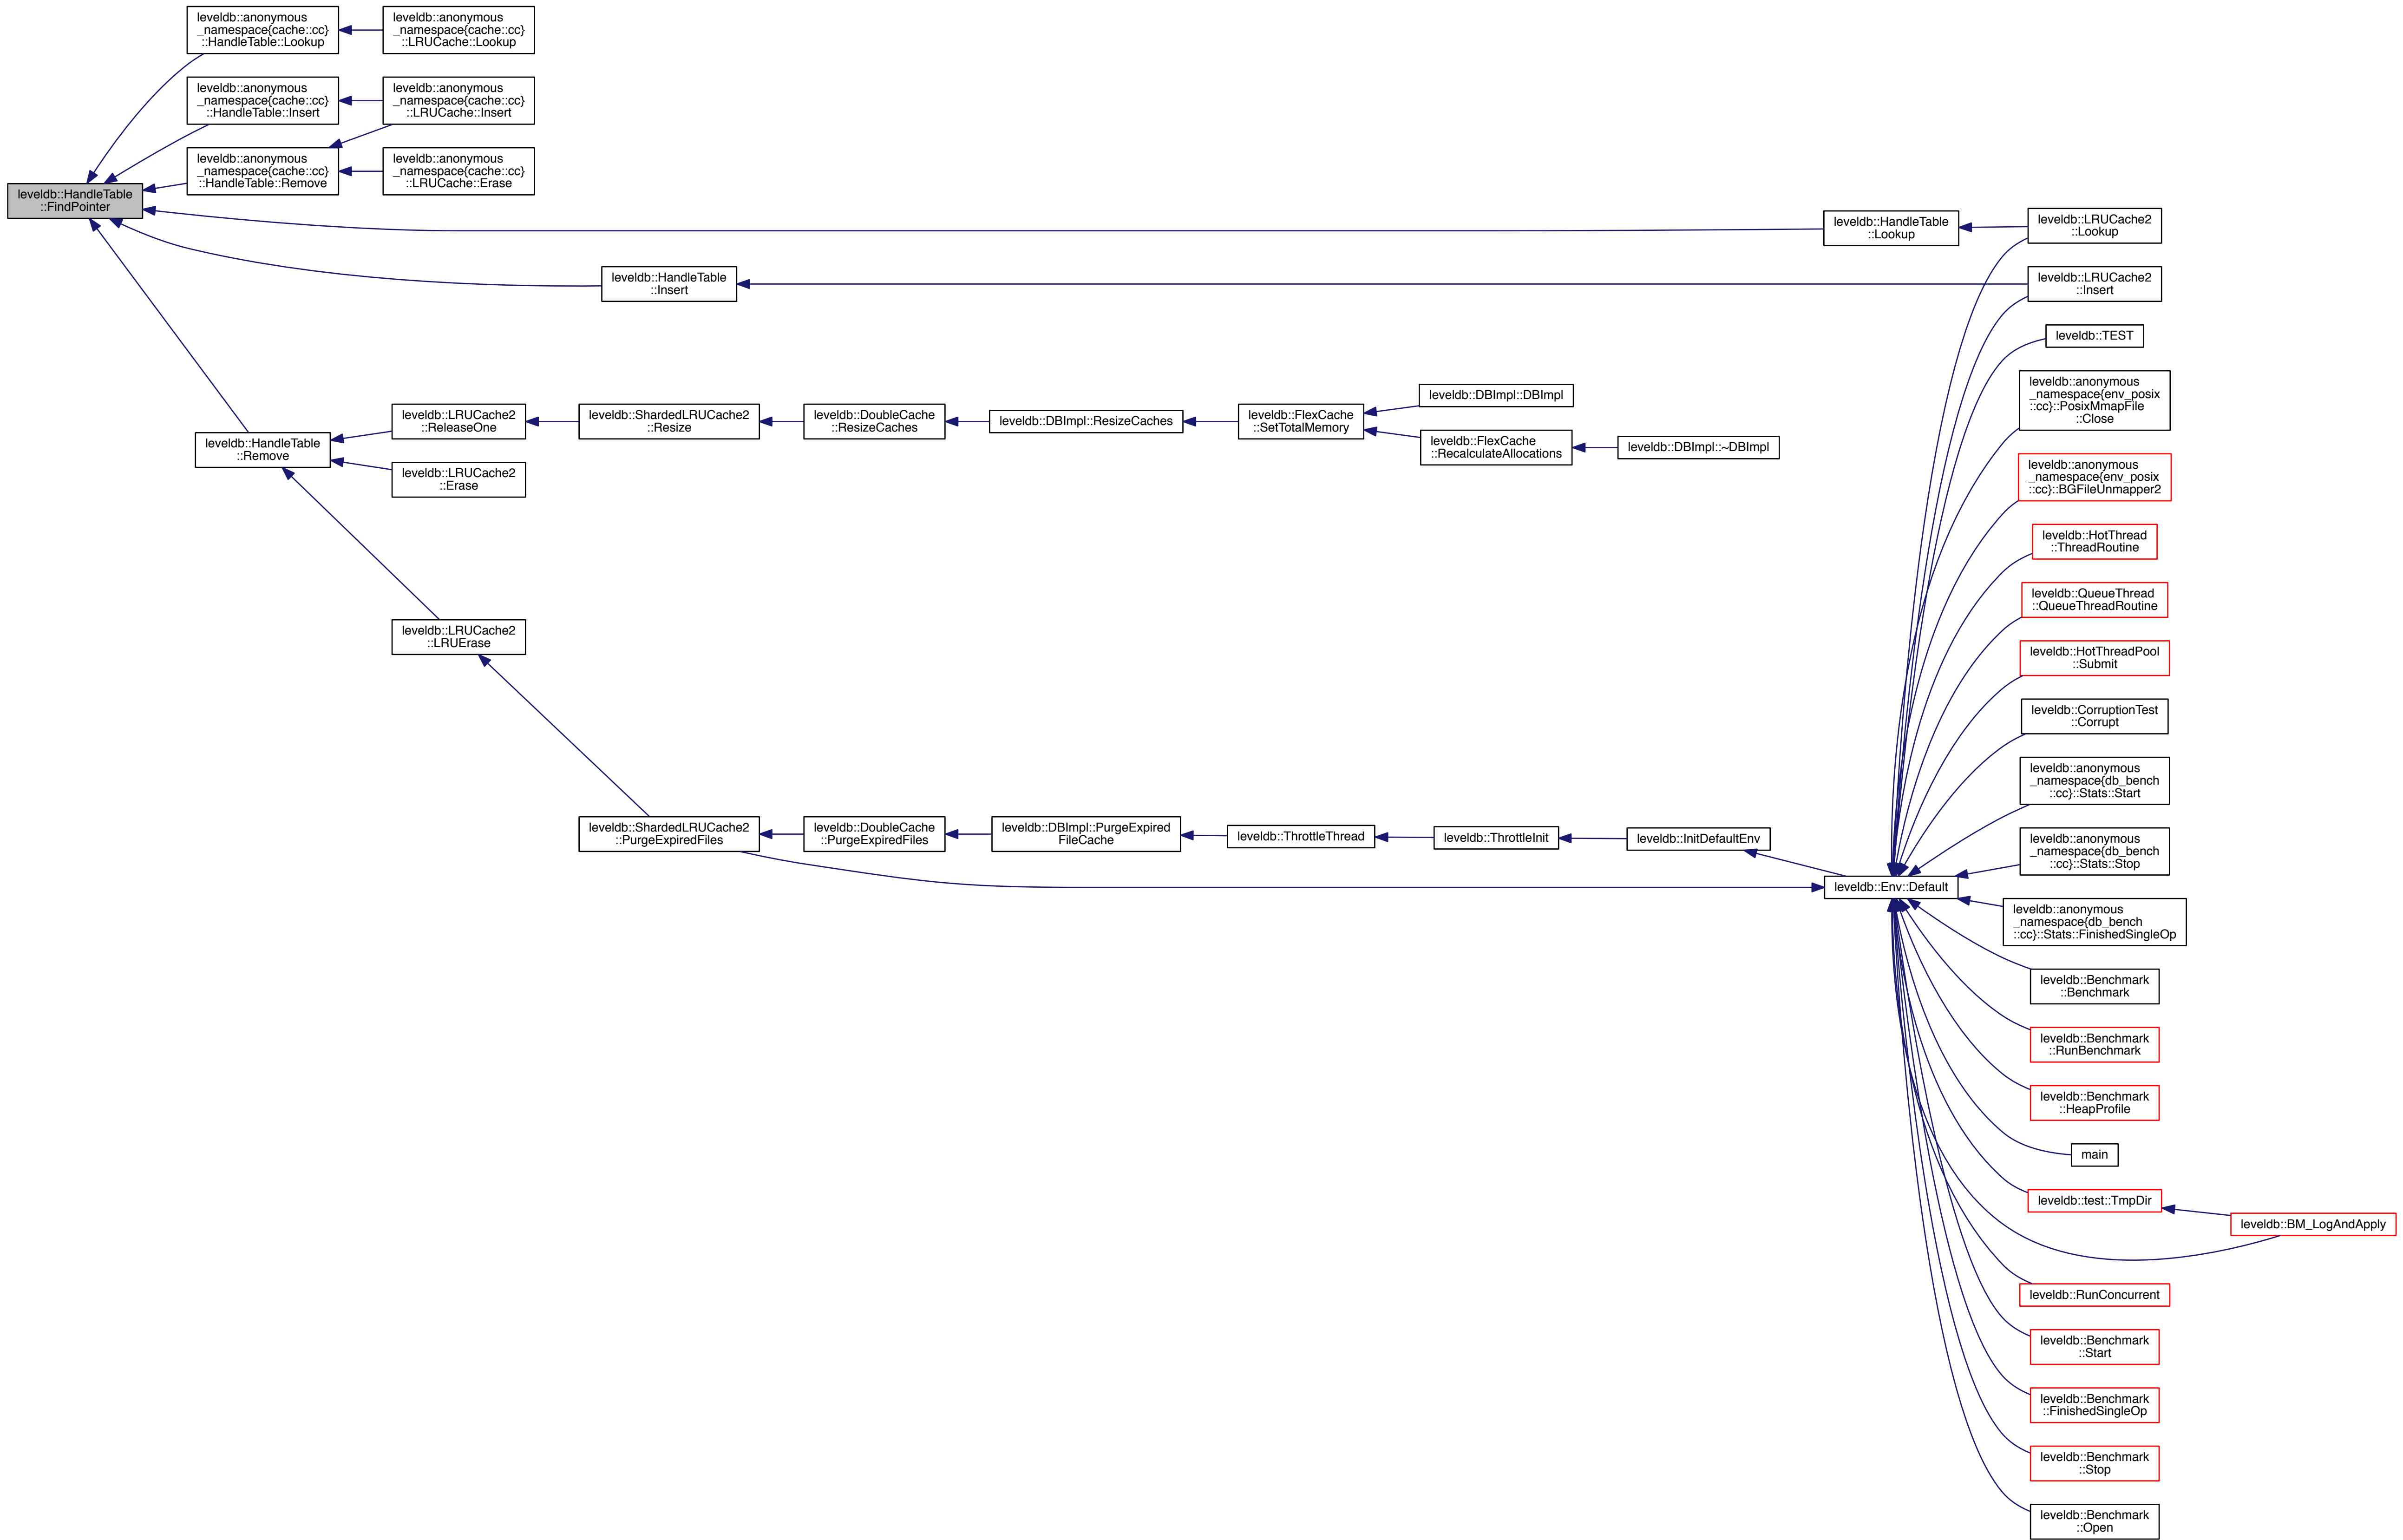 leveldb::anonymous
_namespace{cache::cc}
::HandleTable::Lookup
leveldb::anonymous
_namespace{cache::cc}
::LRUCache::Lookup
leveldb::anonymous
_namespace{cache::cc}
::HandleTable::Insert
leveldb::anonymous
_namespace{cache::cc}
::LRUCache::Insert
leveldb::anonymous
_namespace{cache::cc}
::HandleTable::Remove
leveldb::anonymous
_namespace{cache::cc}
::LRUCache::Erase
leveldb::HandleTable
::FindPointer
leveldb::HandleTable
::Lookup
leveldb::LRUCache2
::Lookup
leveldb::HandleTable
::Insert
leveldb::LRUCache2
::Insert
leveldb::TEST
leveldb::anonymous
_namespace{env_posix
::cc}::PosixMmapFile
::Close
leveldb::HandleTable
::Remove
leveldb::LRUCache2
::ReleaseOne
leveldb::ShardedLRUCache2
::Resize
leveldb::DoubleCache
::ResizeCaches
leveldb::DBImpl::ResizeCaches
leveldb::FlexCache
::SetTotalMemory
leveldb::DBImpl::DBImpl
leveldb::FlexCache
::RecalculateAllocations
leveldb::DBImpl::~DBImpl
leveldb::LRUCache2
::Erase
leveldb::anonymous
_namespace{env_posix
::cc}::BGFileUnmapper2
leveldb::HotThread
::ThreadRoutine
leveldb::QueueThread
::QueueThreadRoutine
leveldb::LRUCache2
::LRUErase
leveldb::HotThreadPool
::Submit
leveldb::CorruptionTest
::Corrupt
leveldb::anonymous
_namespace{db_bench
::cc}::Stats::Start
leveldb::ShardedLRUCache2
::PurgeExpiredFiles
leveldb::DoubleCache
::PurgeExpiredFiles
leveldb::DBImpl::PurgeExpired
FileCache
leveldb::ThrottleThread
leveldb::ThrottleInit
leveldb::InitDefaultEnv
leveldb::anonymous
_namespace{db_bench
::cc}::Stats::Stop
leveldb::Env::Default
leveldb::anonymous
_namespace{db_bench
::cc}::Stats::FinishedSingleOp
leveldb::Benchmark
::Benchmark
leveldb::Benchmark
::RunBenchmark
leveldb::Benchmark
::HeapProfile
main
leveldb::test::TmpDir
leveldb::BM_LogAndApply
leveldb::RunConcurrent
leveldb::Benchmark
::Start
leveldb::Benchmark
::FinishedSingleOp
leveldb::Benchmark
::Stop
leveldb::Benchmark
::Open